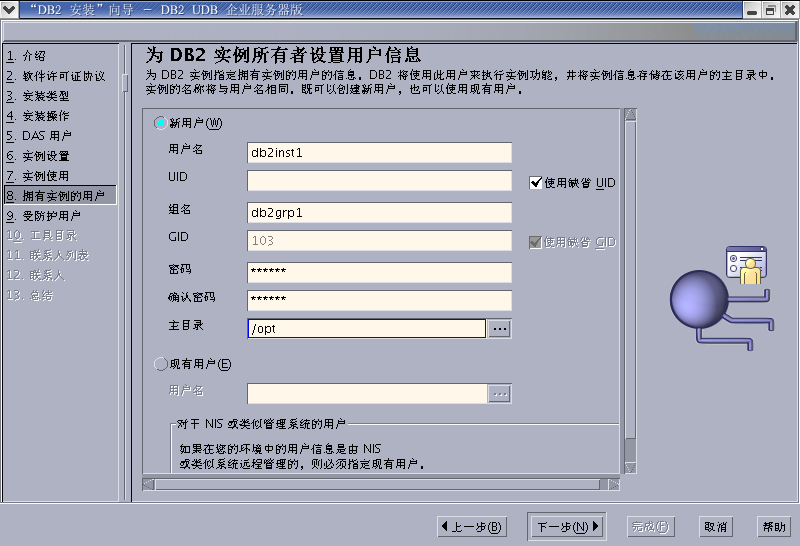 “DB2 安装”向导 － DB2 UDB 企业服务器版
1. 介绍
2. 软件许可证协议
3. 安装类型
4. 安装操作
5. DAS 用户
6. 实例设置
7. 实例使用
8. 拥有实例的用户
9. 受防护用户
10. 工具目录
11. 联系人列表
12. 联系人
13. 总结
为 DB2 实例所有者设置用户信息
为 DB2 实例指定拥有实例的用户的信息。DB2 将使用此用户来执行实例功能，并将实例信息存储在该用户的主目录中。
实例的名称将与用户名相同。既可以创建新用户，也可以使用现有用户。
新用户(W)
用户名 db2inst1
UID 使用缺省 UID
组名 db2grp1
GID 103 使用缺省 GID
密码 ******
确认密码 ******
主目录 /opt ...
现有用户(E)
用户名 ...
对于 NIS 或类似管理系统的用户
如果在您的环境中的用户信息是由 NIS
或类似系统远程管理的，则必须指定现有用户。
上一步(B) 下一步(N) 完成(F) 取消 帮助